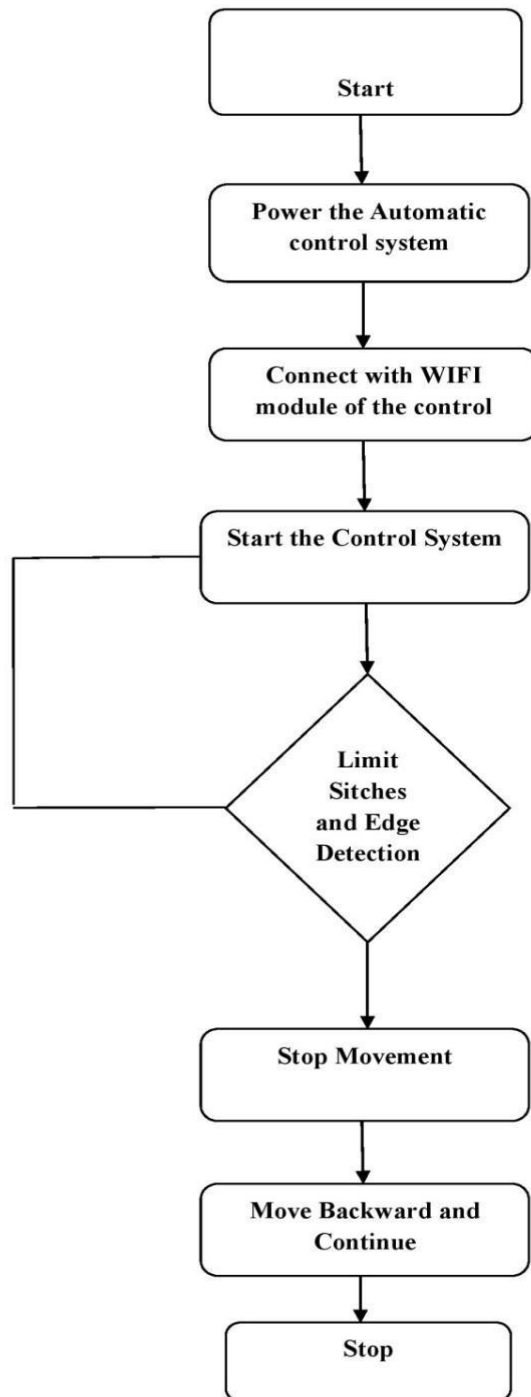 Start
Power the Automatic
control system
Connect with WIFI
module of the control
Start the Control System
Limit
Sitches
and Edge
Detection
Stop Movement
Move Backward and
Continue
Stop